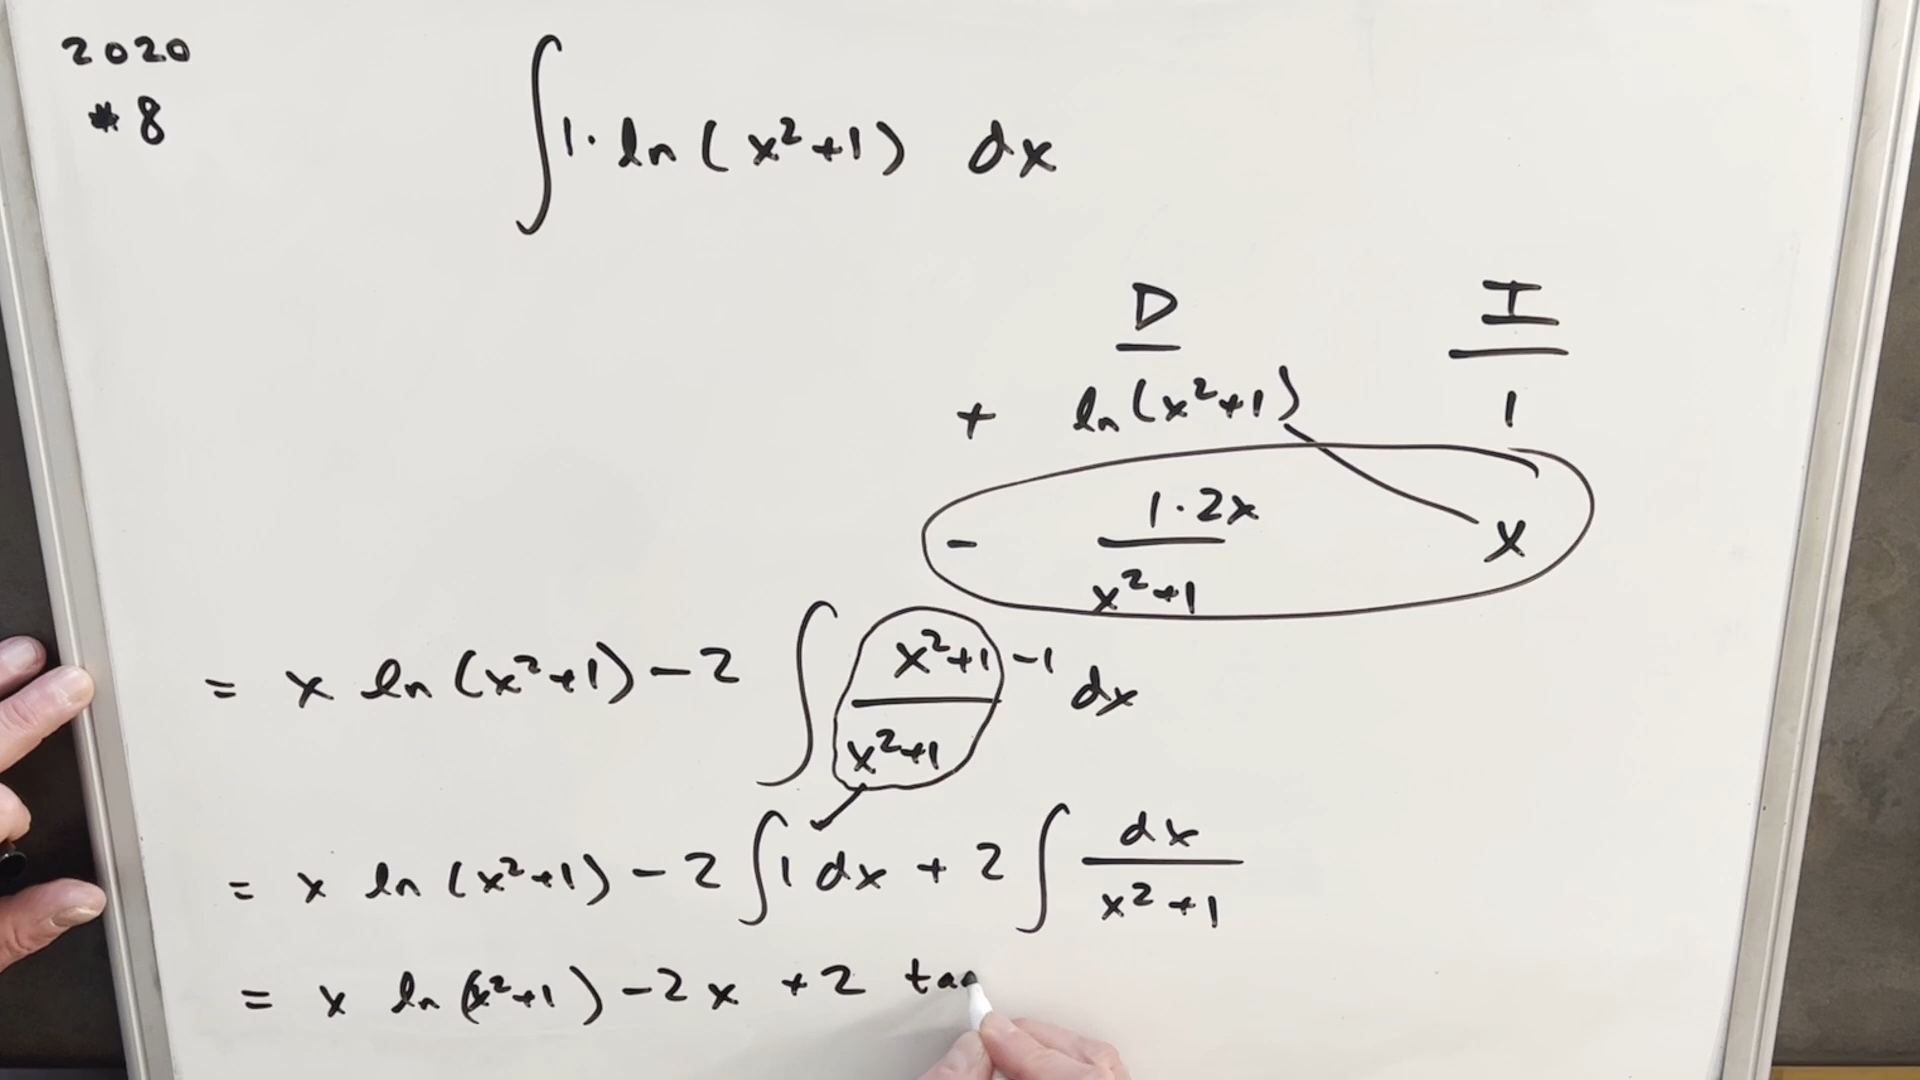 2020
#8
∫ 1 · ln (x²+1) dx
D I
+ ln (x²+1) 1
- 1·2x / x²+1 x
= x ln (x²+1) - 2 ∫ x²+1 -1 / x²+1 dx
= x ln (x²+1) - 2 ∫ 1 dx + 2 ∫ dx / x²+1
= x ln (x²+1) - 2x + 2 tan